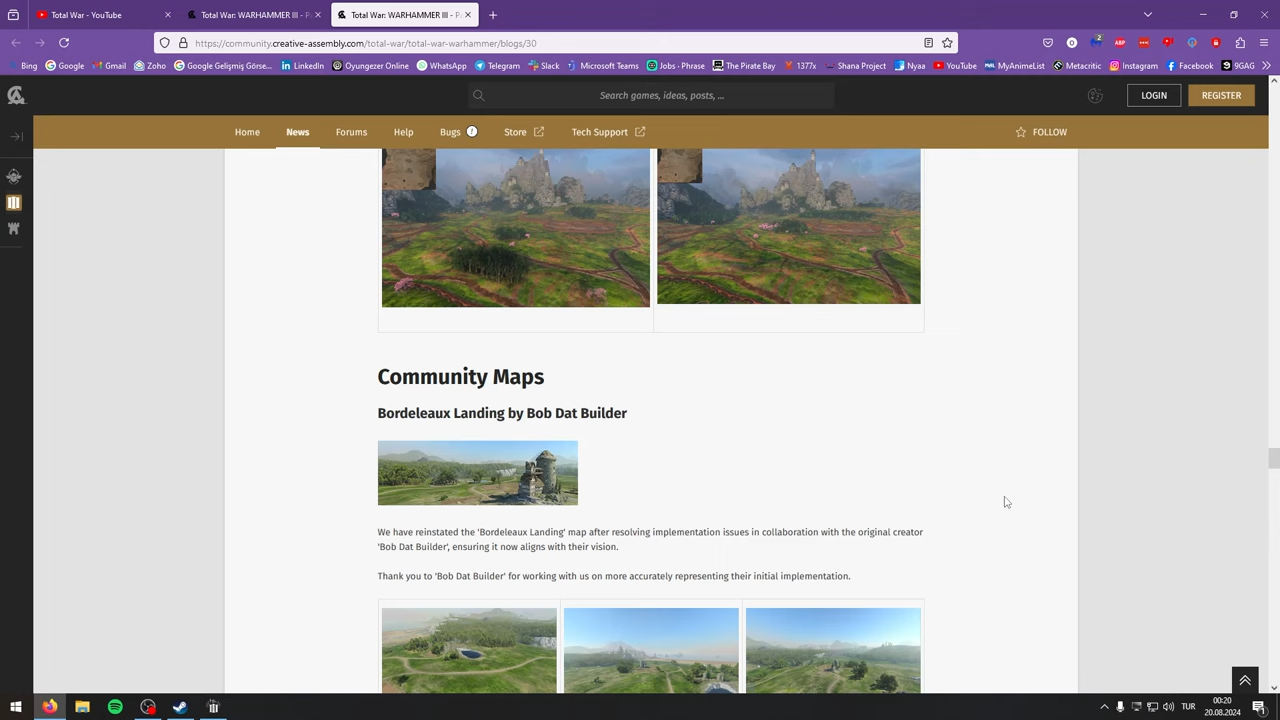 Total War - YouTube
Total War: WARHAMMER III - P
Total War: WARHAMMER III - P
https://community.creative-assembly.com/total-war/total-war-warhammer/blogs/30
Bing Google Gmail Zoho Google Gelişmiş Görse... LinkedIn Oyungezer Online WhatsApp Telegram Slack Microsoft Teams Jobs · Phrase The Pirate Bay 1377x Shana Project Nyaa YouTube MyAnimeList Metacritic Instagram Facebook 9GAG
Search games, ideas, posts, ...
LOGIN
REGISTER
Home News Forums Help Bugs Store Tech Support
FOLLOW
Community Maps
Bordeleaux Landing by Bob Dat Builder
We have reinstated the 'Bordeleaux Landing' map after resolving implementation issues in collaboration with the original creator
'Bob Dat Builder', ensuring it now aligns with their vision.
Thank you to 'Bob Dat Builder' for working with us on more accurately representing their initial implementation.
TUR
00:20
20.08.2024